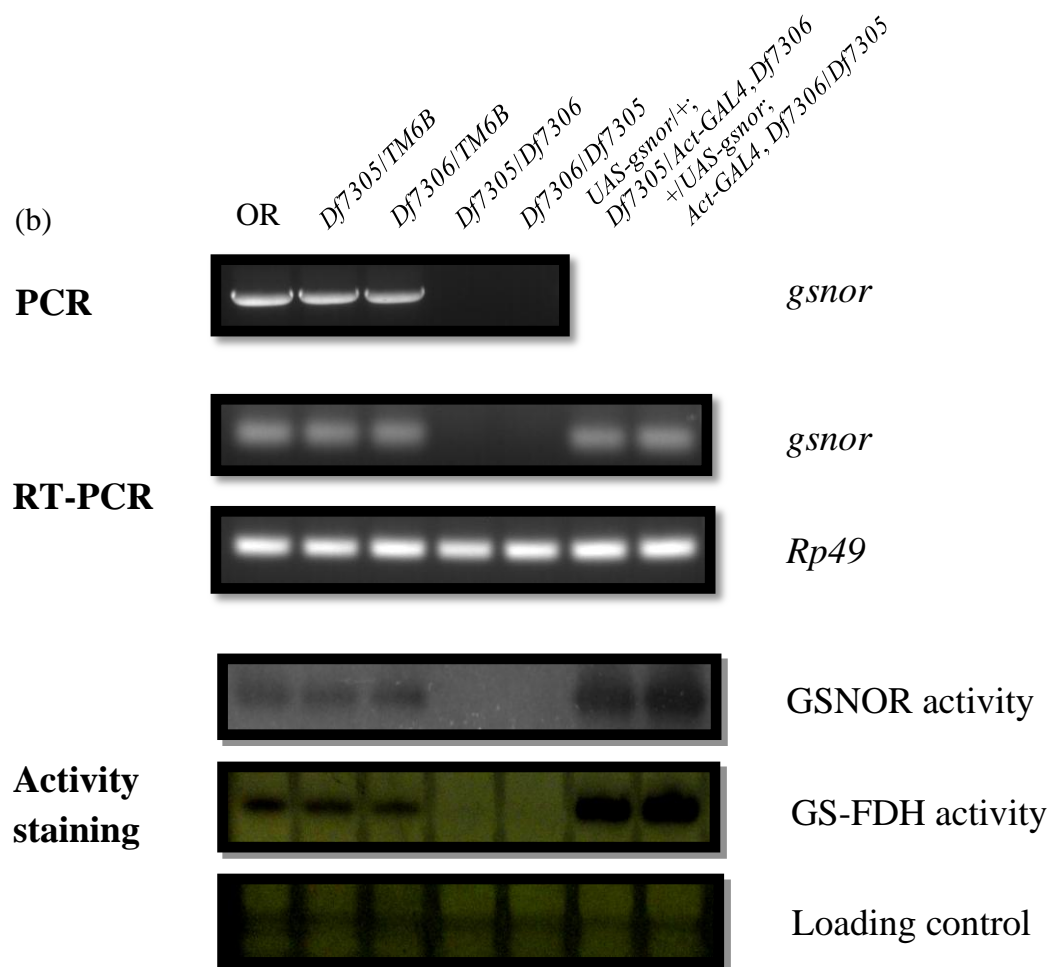 (b)
OR
Df7305/TM6B
Df7306/TM6B
Df7305/Df7306
Df7306/Df7305
UAS-gsnor/+;
Df7305/Act-GAL4, Df7306
+/UAS-gsnor;
Act-GAL4, Df7306/Df7305
PCR
gsnor
RT-PCR
gsnor
Rp49
Activity
staining
GSNOR activity
GS-FDH activity
Loading control